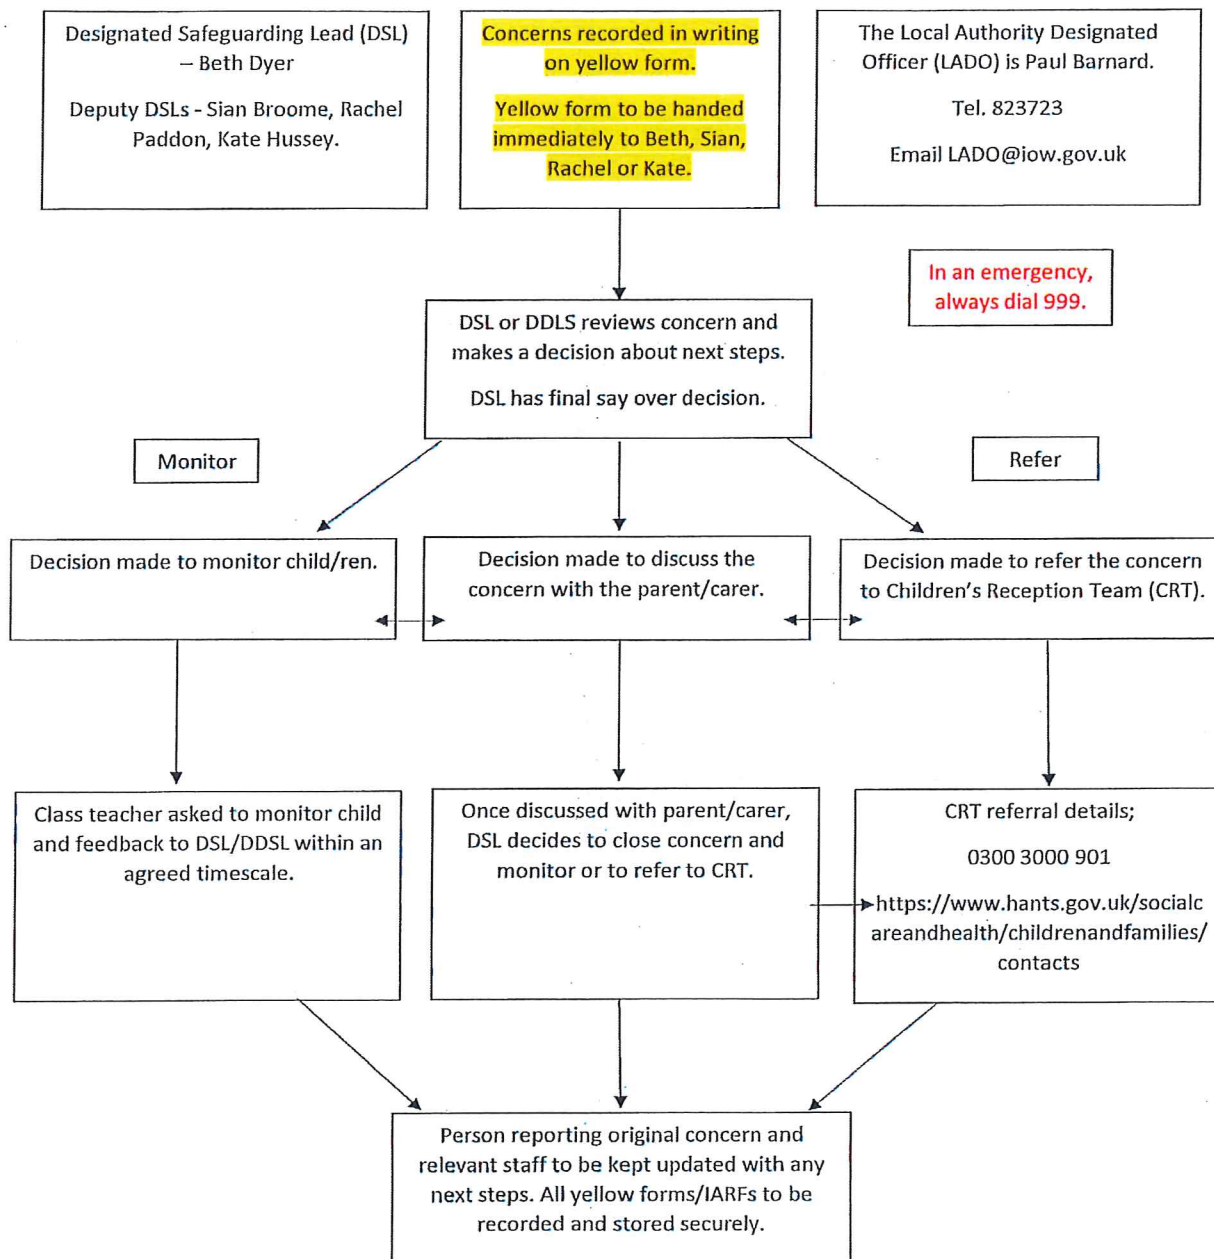 Designated Safeguarding Lead (DSL)
– Beth Dyer
Deputy DSLs - Sian Broome, Rachel
Paddon, Kate Hussey.
Concerns recorded in writing
on yellow form.
Yellow form to be handed
immediately to Beth, Sian,
Rachel or Kate.
The Local Authority Designated
Officer (LADO) is Paul Barnard.
Tel. 823723
Email LADO@iow.gov.uk
In an emergency,
always dial 999.
DSL or DDLS reviews concern and
makes a decision about next steps.
DSL has final say over decision.
Monitor
Refer
Decision made to monitor child/ren.
Decision made to discuss the
concern with the parent/carer.
Decision made to refer the concern
to Children's Reception Team (CRT).
Class teacher asked to monitor child
and feedback to DSL/DDSL within an
agreed timescale.
Once discussed with parent/carer,
DSL decides to close concern and
monitor or to refer to CRT.
CRT referral details;
0300 3000 901
https://www.hants.gov.uk/socialc
areandhealth/childrenandfamilies/
contacts
Person reporting original concern and
relevant staff to be kept updated with any
next steps. All yellow forms/IARFs to be
recorded and stored securely.